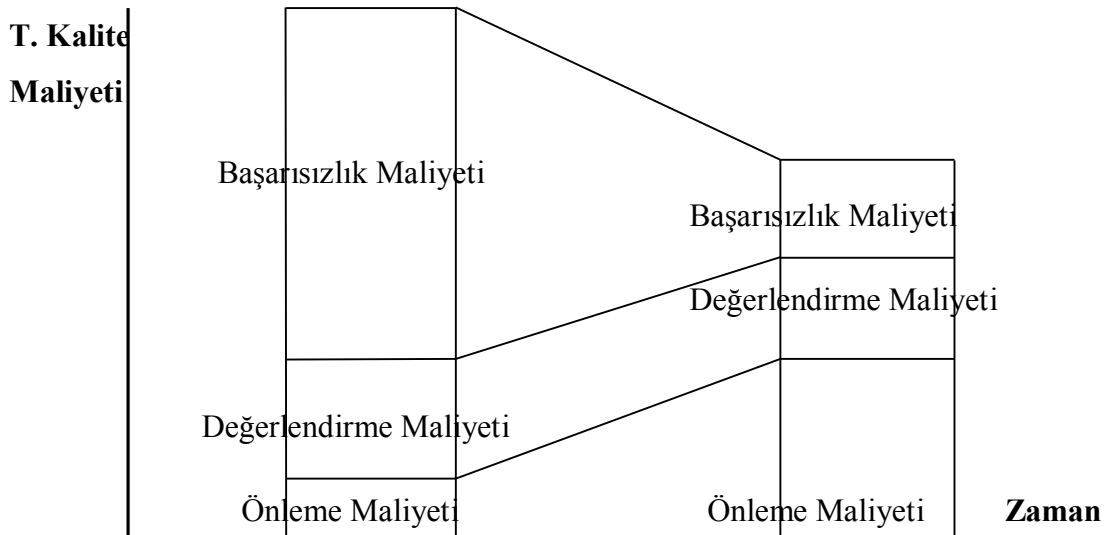 T. Kalite
Maliyeti
Başarısızlık Maliyeti
Başarısızlık Maliyeti
Değerlendirme Maliyeti
Değerlendirme Maliyeti
Önleme Maliyeti
Önleme Maliyeti
Zaman